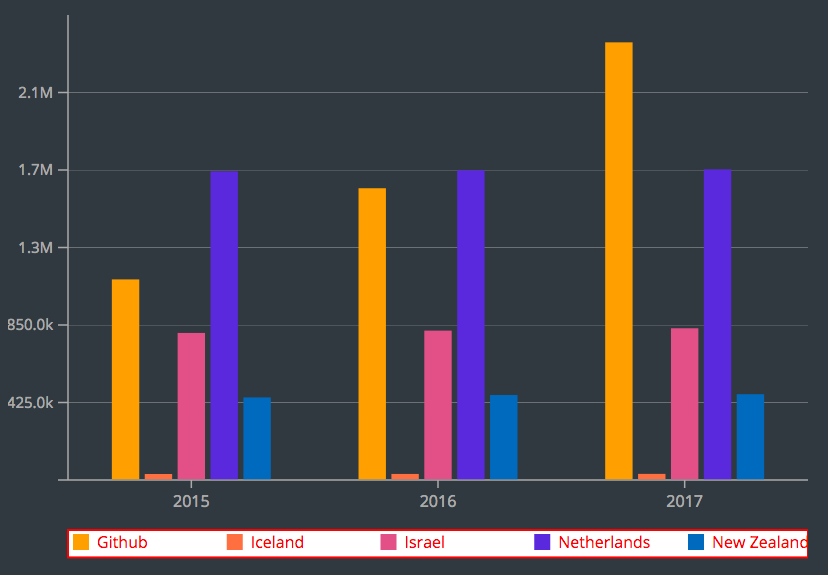 2.1M
1.7M
1.3M
850.0k
425.0k
2015 2016 2017
Github Iceland Israel Netherlands New Zealand